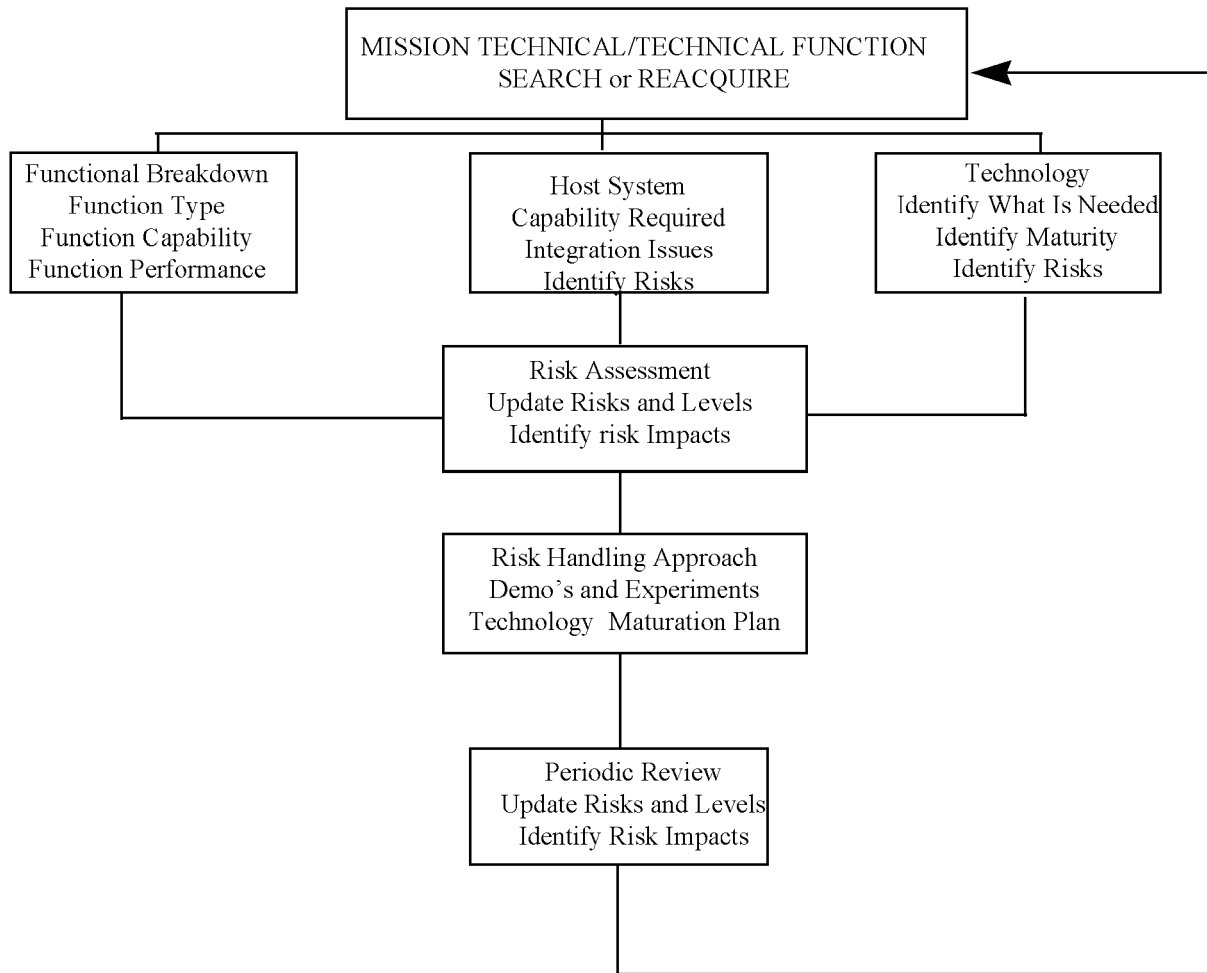 MISSION TECHNICAL/TECHNICAL FUNCTION
SEARCH or REACQUIRE
Functional Breakdown
Function Type
Function Capability
Function Performance
Host System
Capability Required
Integration Issues
Identify Risks
Technology
Identify What Is Needed
Identify Maturity
Identify Risks
Risk Assessment
Update Risks and Levels
Identify risk Impacts
Risk Handling Approach
Demo’s and Experiments
Technology Maturation Plan
Periodic Review
Update Risks and Levels
Identify Risk Impacts